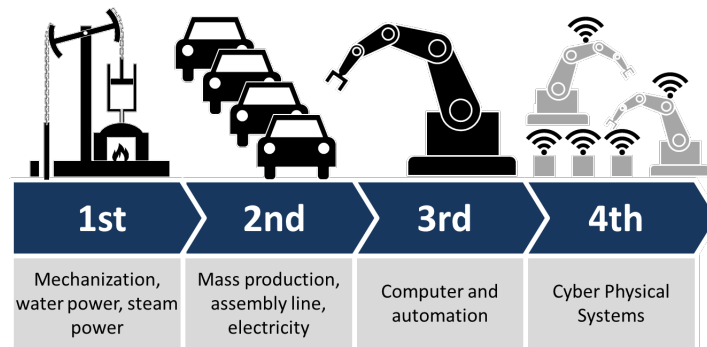 1st
2nd
3rd
4th
Mechanization,
water power, steam
power
Mass production,
assembly line,
electricity
Computer and
automation
Cyber Physical
Systems